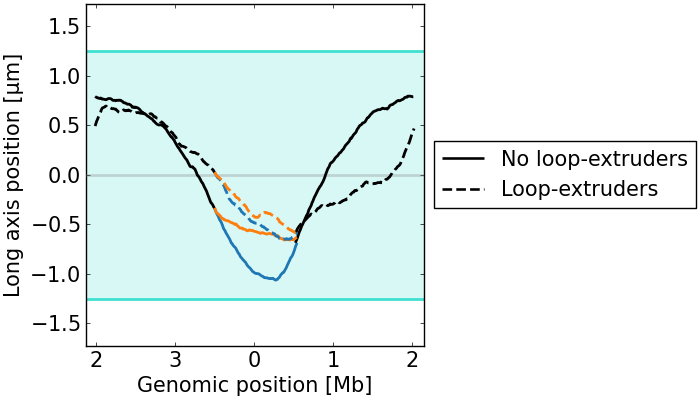 1.5
1.0
0.5
0.0
−0.5
−1.0
−1.5
Long axis position [μm]
2 3 0 1 2
Genomic position [Mb]
No loop-extruders
Loop-extruders